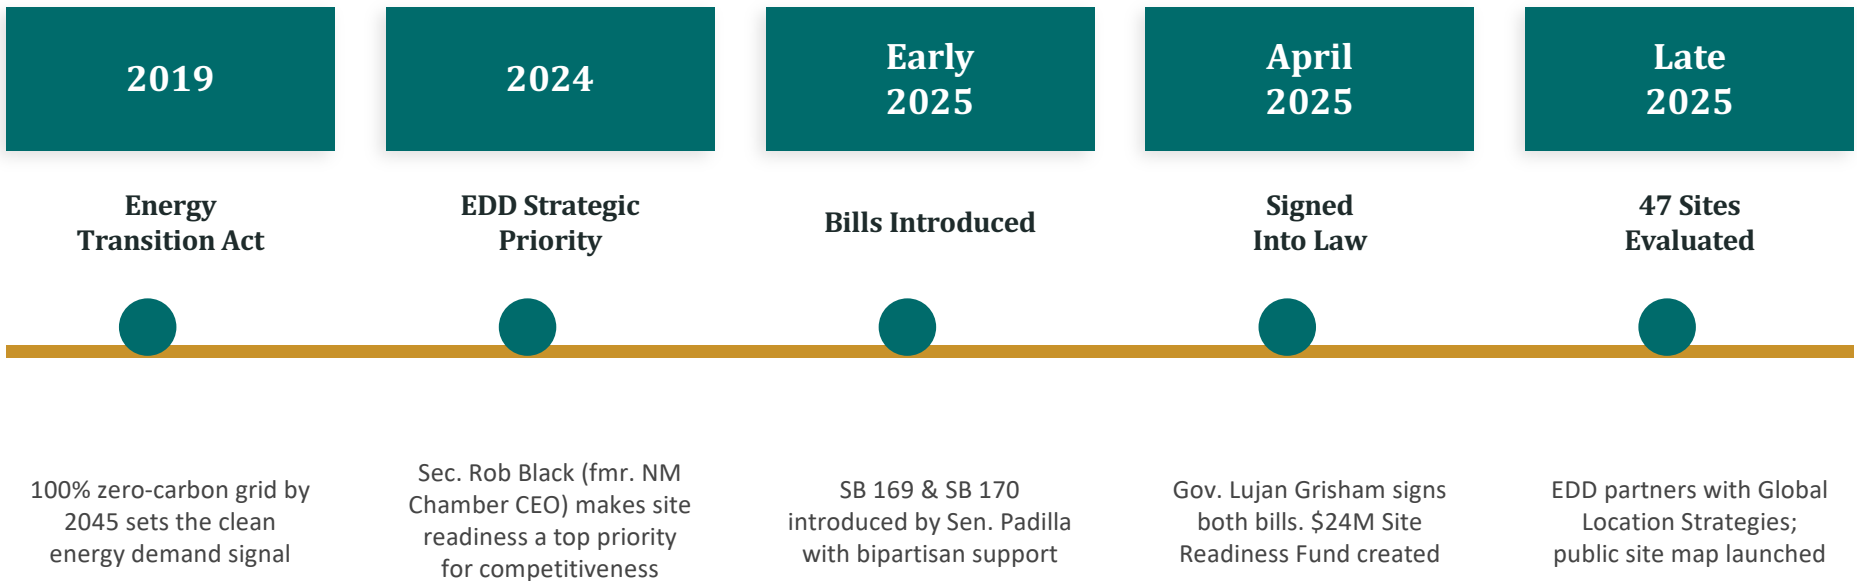 2019
2024
Early
2025
April
2025
Late
2025
Energy
Transition Act
EDD Strategic
Priority
Bills Introduced
Signed
Into Law
47 Sites
Evaluated
100% zero-carbon grid by
2045 sets the clean
energy demand signal
Sec. Rob Black (fmr. NM
Chamber CEO) makes site
readiness a top priority
for competitiveness
SB 169 & SB 170
introduced by Sen. Padilla
with bipartisan support
Gov. Lujan Grisham signs
both bills. $24M Site
Readiness Fund created
EDD partners with Global
Location Strategies;
public site map launched